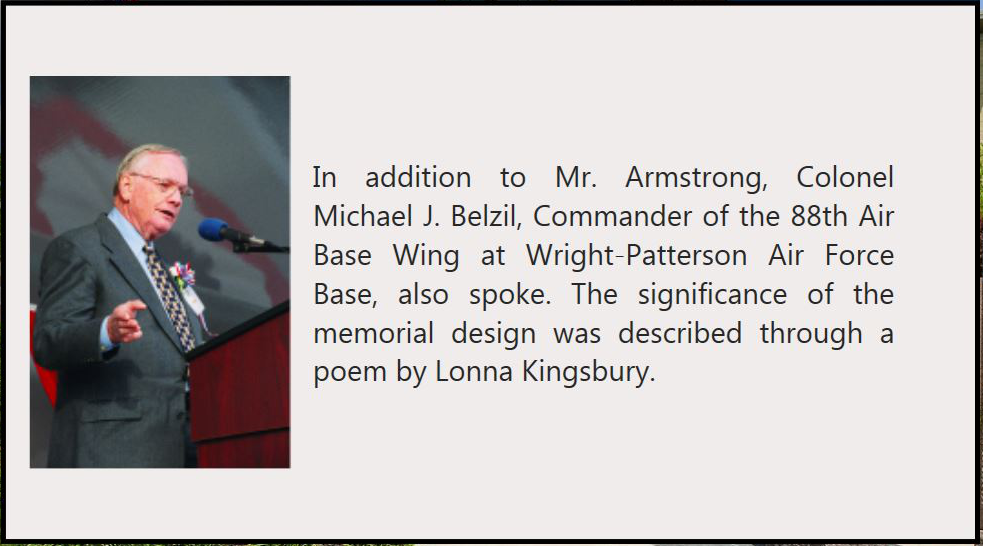 In addition to Mr. Armstrong, Colonel
Michael J. Belzil, Commander of the 88th Air
Base Wing at Wright-Patterson Air Force
Base, also spoke. The significance of the
memorial design was described through a
poem by Lonna Kingsbury.